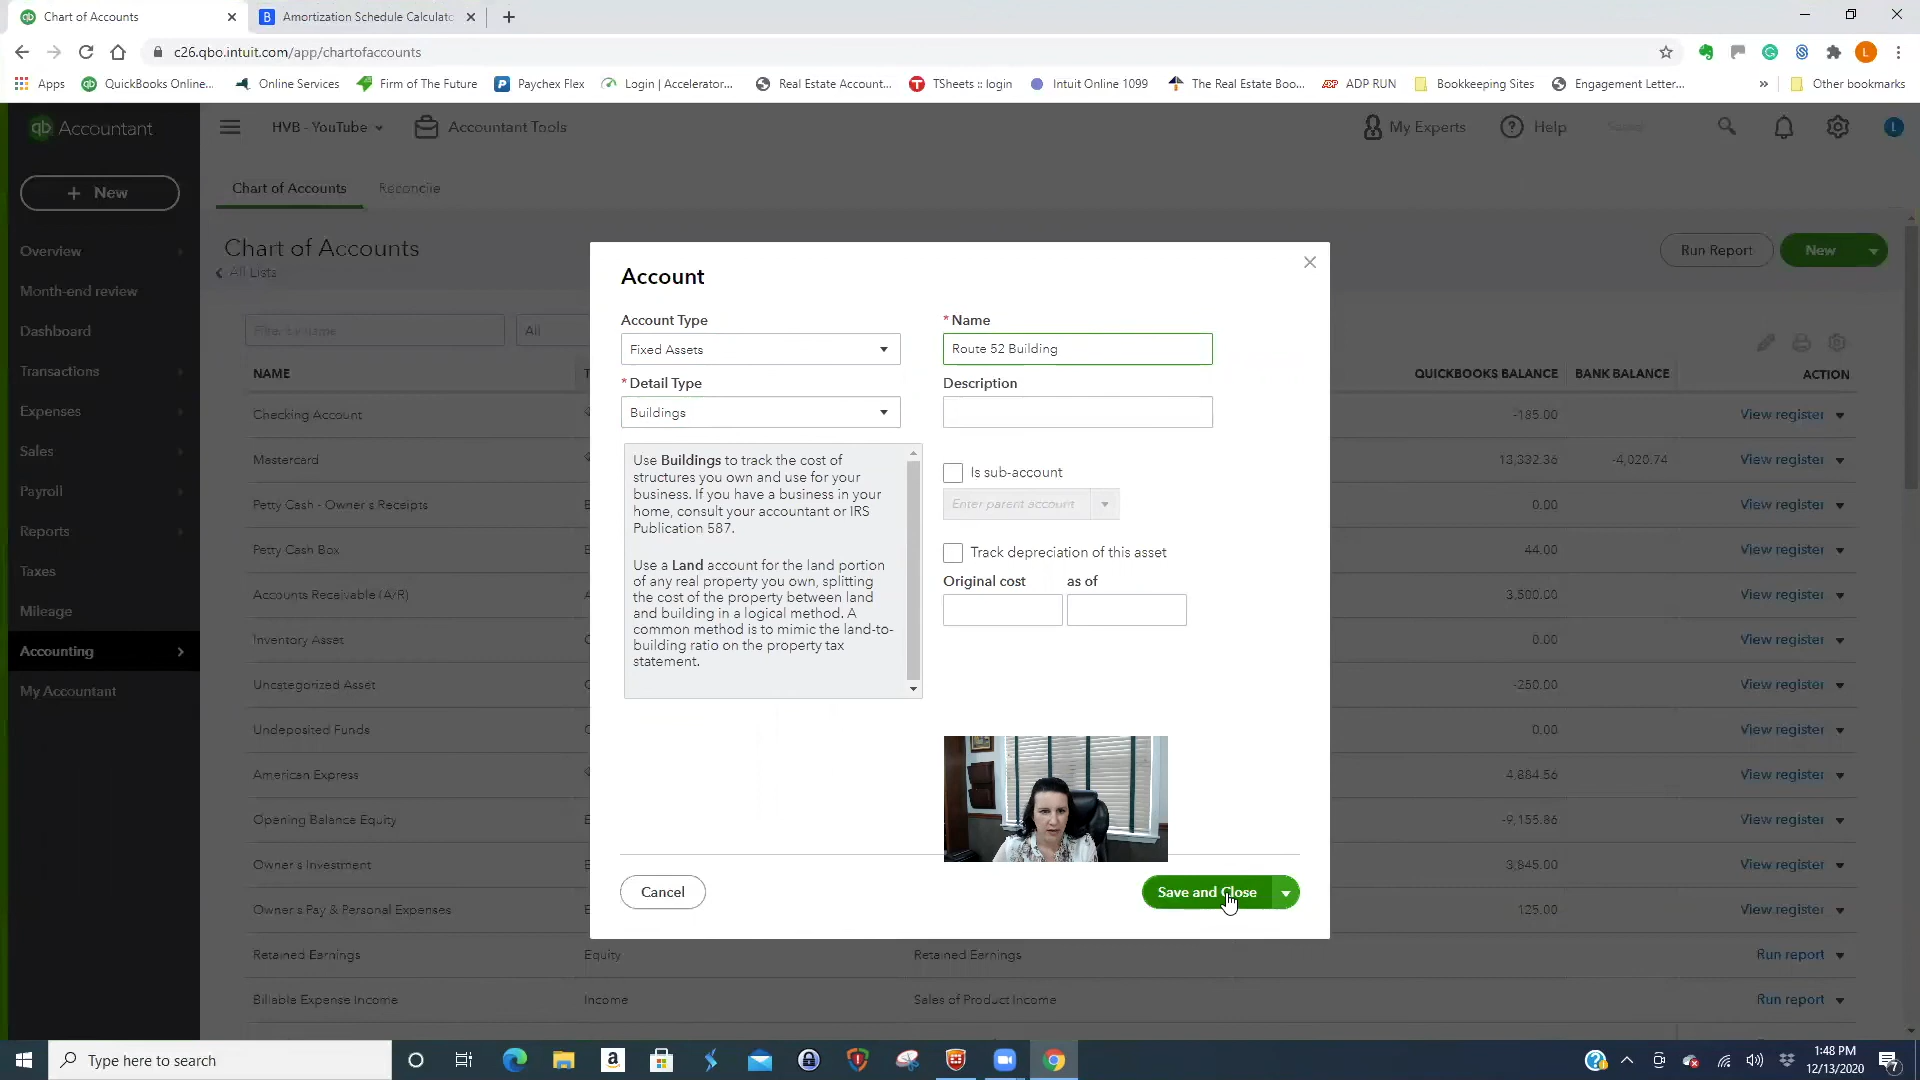 Chart of Accounts
Amortization Schedule Calculato
c26.qbo.intuit.com/app/chartofaccounts
Apps
QuickBooks Online...
Online Services
Firm of The Future
Paychex Flex
Login | Accelerator...
Real Estate Account...
TSheets :: login
Intuit Online 1099
The Real Estate Boo...
ADP RUN
Bookkeeping Sites
Engagement Letter...
»
Other bookmarks
qb Accountant
HVB - YouTube
Accountant Tools
My Experts
Help
L
+ New
Chart of Accounts
Reconcile
Overview
Month-end review
Dashboard
Transactions
Expenses
Sales
Payroll
Reports
Taxes
Mileage
Accounting
My Accountant
Chart of Accounts
All Lists
Run Report
New
Filter by name
All
NAME
QUICKBOOKS BALANCE
BANK BALANCE
ACTION
Checking Account
-185.00
View register
Mastercard
13,332.36
-4,020.74
View register
Petty Cash - Owner's Receipts
0.00
View register
Petty Cash Box
44.00
View register
Accounts Receivable (A/R)
3,500.00
View register
Inventory Asset
0.00
View register
Uncategorized Asset
-250.00
View register
Undeposited Funds
0.00
View register
American Express
4,884.56
View register
Opening Balance Equity
-9,155.86
View register
Owner's Investment
3,845.00
View register
Owner's Pay & Personal Expenses
125.00
View register
Retained Earnings
Equity
Retained Earnings
Run report
Billable Expense Income
Income
Sales of Product Income
Run report
Account
Account Type
Fixed Assets
* Detail Type
Buildings
Use Buildings to track the cost of
structures you own and use for your
business. If you have a business in your
home, consult your accountant or IRS
Publication 587.
Use a Land account for the land portion
of any real property you own, splitting
the cost of the property between land
and building in a logical method. A
common method is to mimic the land-to-
building ratio on the property tax
statement.
* Name
Route 52 Building
Description
Is sub-account
Enter parent account
Track depreciation of this asset
Original cost
as of
Cancel
Save and Close
Type here to search
1:48 PM
12/13/2020
7